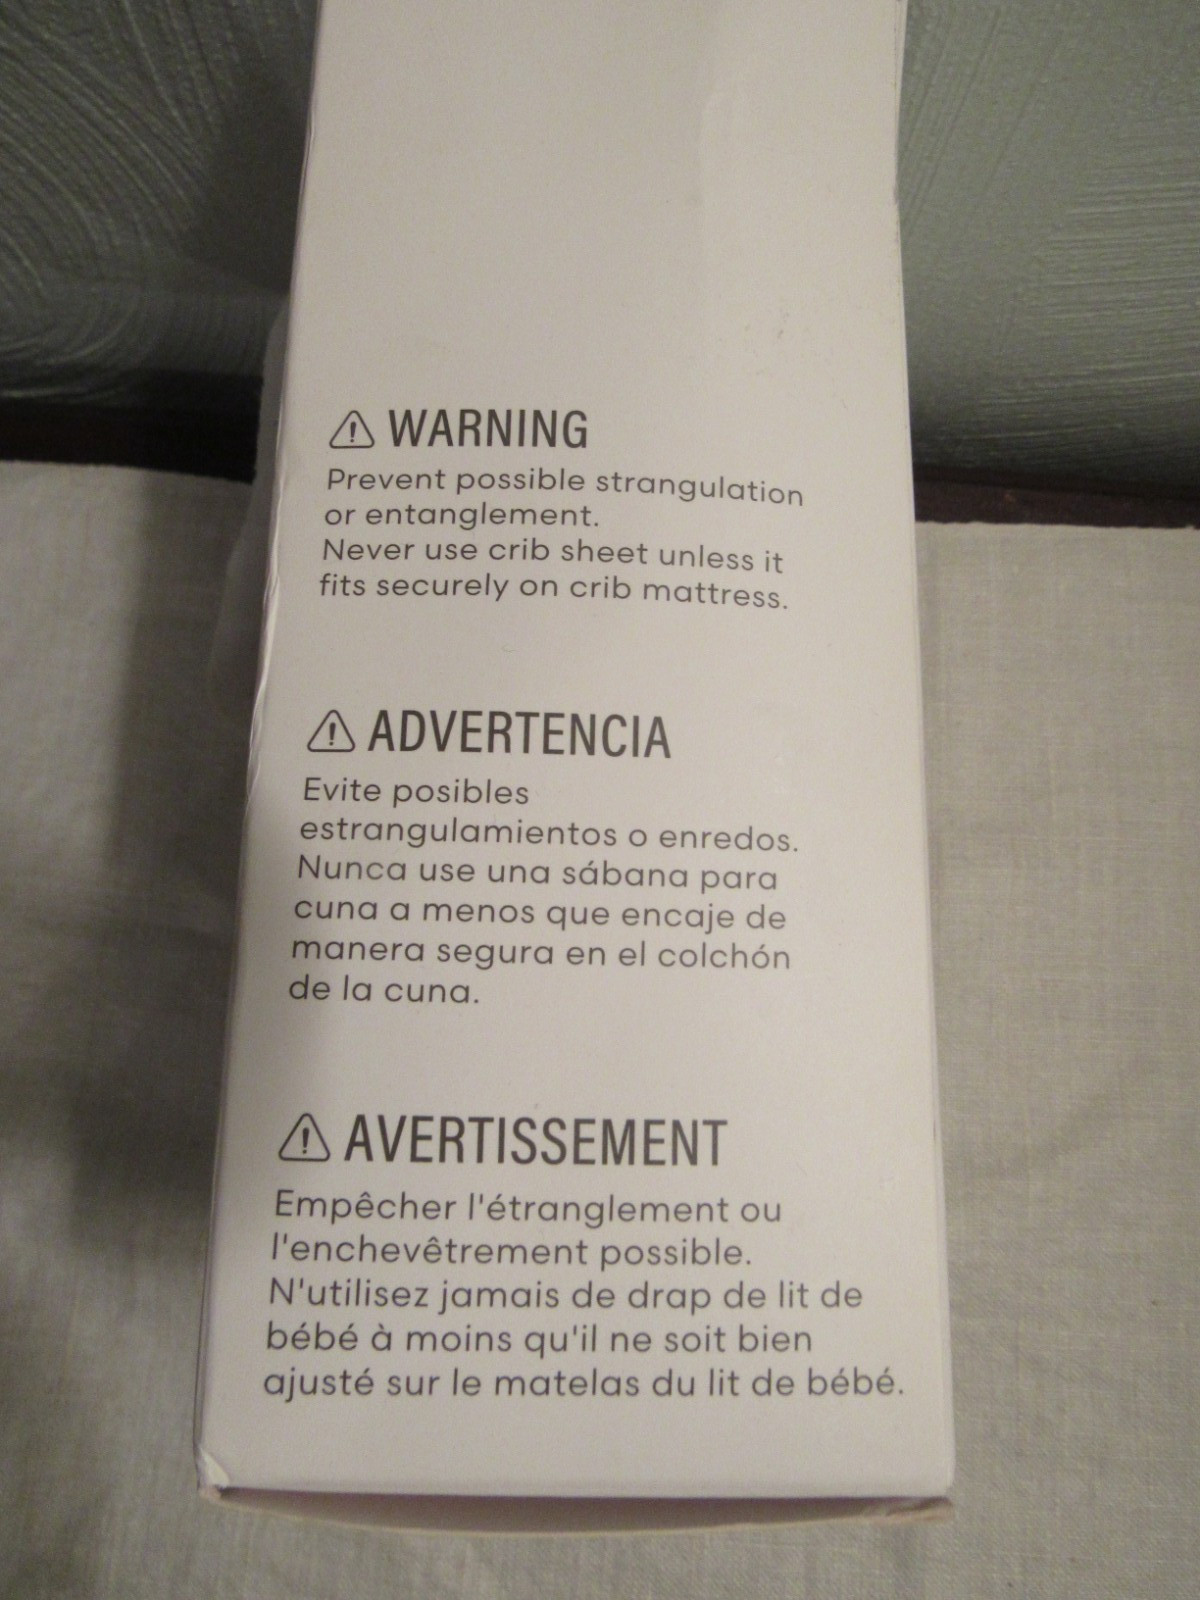 WARNING
Prevent possible strangulation
or entanglement.
Never use crib sheet unless it
fits securely on crib mattress.
ADVERTENCIA
Evite posibles
estrangulamientos o enredos.
Nunca use una sábana para
cuna a menos que encaje de
manera segura en el colchón
de la cuna.
AVERTISSEMENT
Empêcher l'étranglement ou
l'enchevêtrement possible.
N'utilisez jamais de drap de lit de
bébé à moins qu'il ne soit bien
ajusté sur le matelas du lit de bébé.